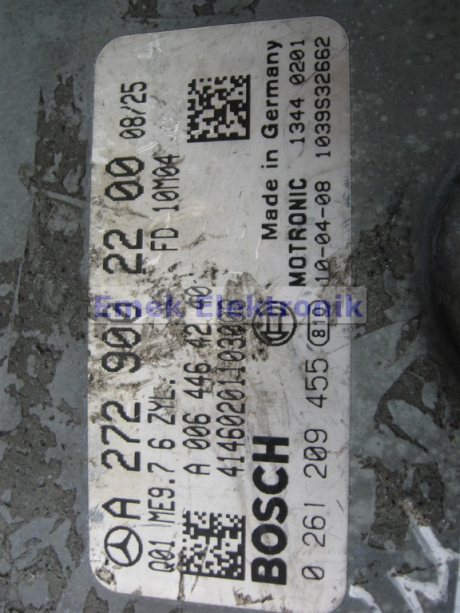 A 272 900 22 00 08/25
Q01 ME9.7 6 ZYL. FD 10M04
A 006 446 42 40
BOSCH Made in Germany
MOTRONIC 1344 0201
0 261 209 455 810 10-04-08 1039S32662
Emek Elektronik